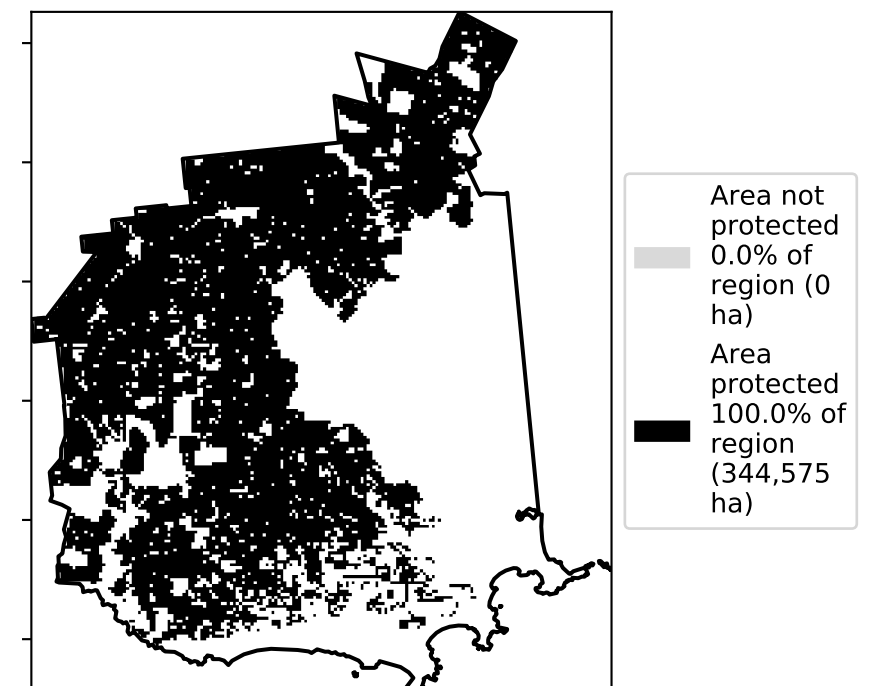 Area not
protected
0.0% of
region (0
ha)
Area
protected
100.0% of
region
(344,575
ha)